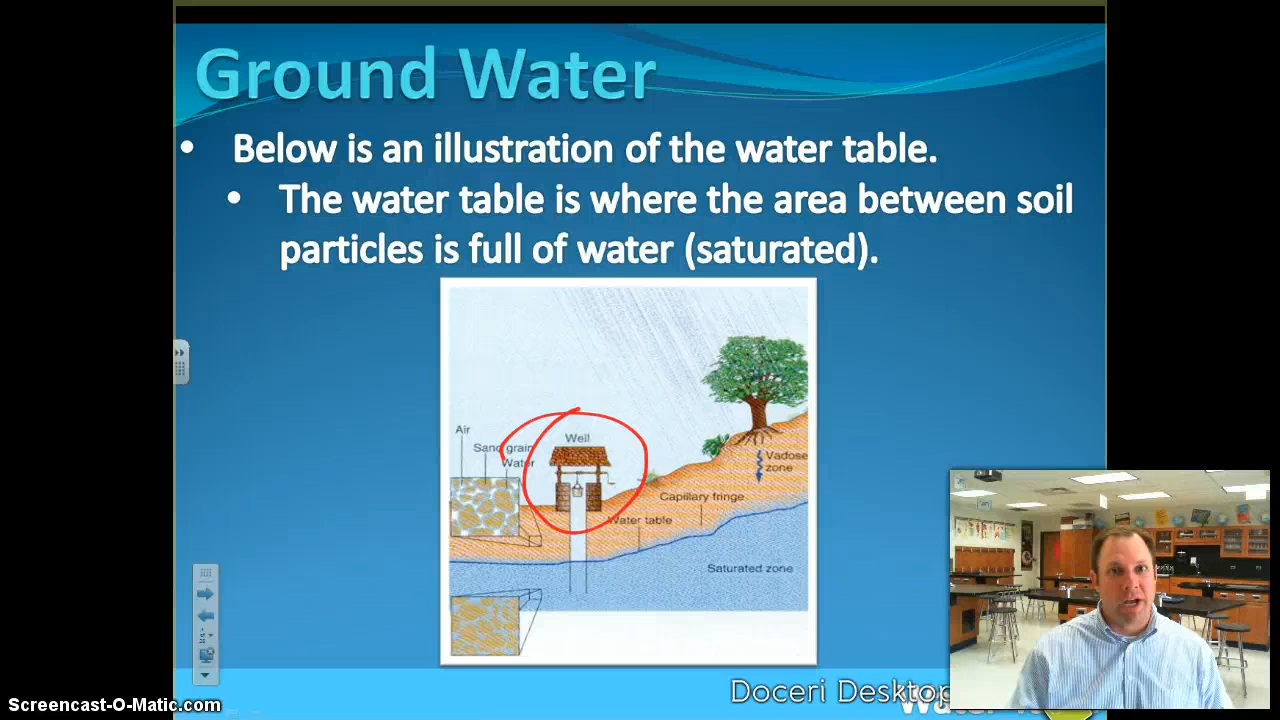 Ground Water
• Below is an illustration of the water table.
• The water table is where the area between soil
particles is full of water (saturated).
Well
Air
Sand grain
Water
Vadose
zone
Capillary fringe
Water table
Saturated zone
Doceri Desktop
Screencast-O-Matic.com